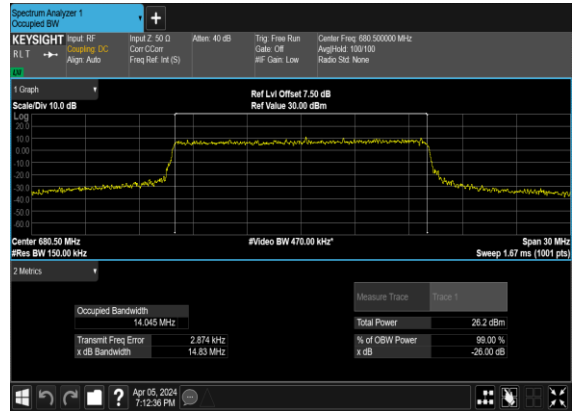 Spectrum Analyzer 1
Occupied BW
+
KEYSIGHT
RLT
Input: RF
Coupling: DC
Align: Auto
Input Z: 50 Ω
Corr CCorr
Freq Ref: Int (S)
Atten: 40 dB
Trig: Free Run
Gate: Off
#IF Gain: Low
Center Freq: 680.500000 MHz
Avg|Hold: 100/100
Radio Std: None
1 Graph
Scale/Div 10.0 dB
Ref Lvl Offset 7.50 dB
Ref Value 30.00 dBm
Log
20.0
10.0
0.00
-10.0
-20.0
-30.0
-40.0
-50.0
-60.0
Center 680.50 MHz
#Res BW 150.00 kHz
#Video BW 470.00 kHz*
Span 30 MHz
Sweep 1.67 ms (1001 pts)
2 Metrics
Measure Trace
Trace 1
Occupied Bandwidth
14.045 MHz
Total Power
26.2 dBm
Transmit Freq Error
2.874 kHz
% of OBW Power
99.00 %
x dB Bandwidth
14.83 MHz
x dB
-26.00 dB
?
Apr 05, 2024
7:12:36 PM